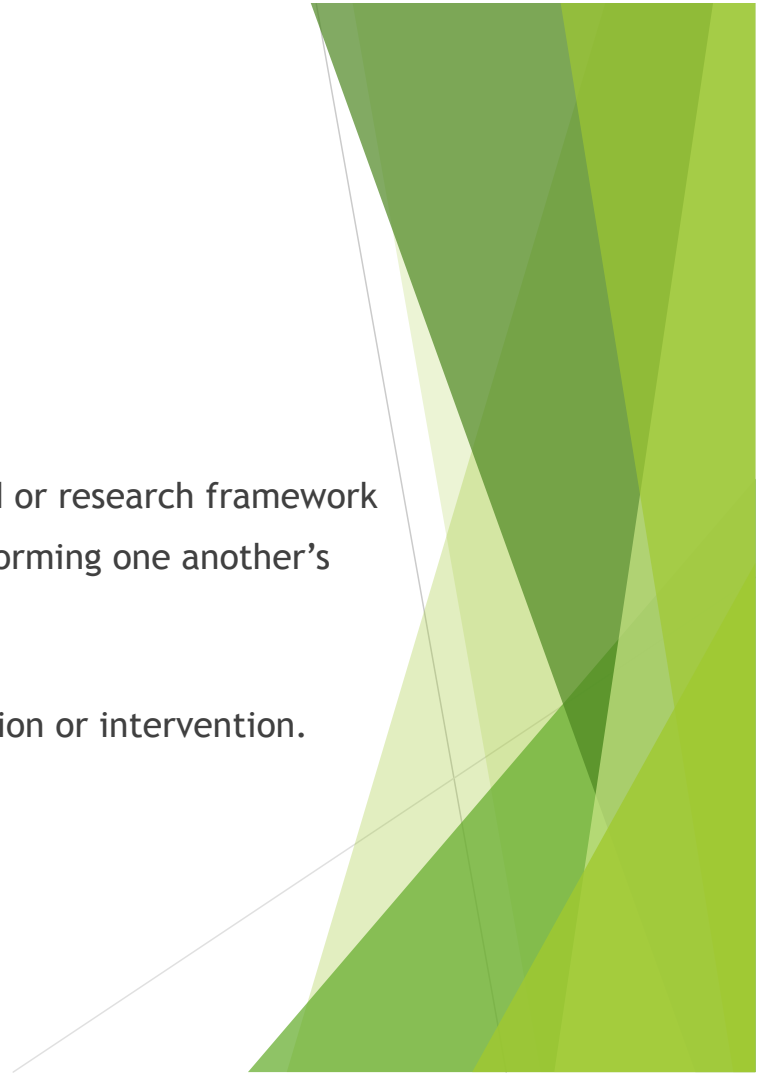 or research framework
orming one another’s
ion or intervention.